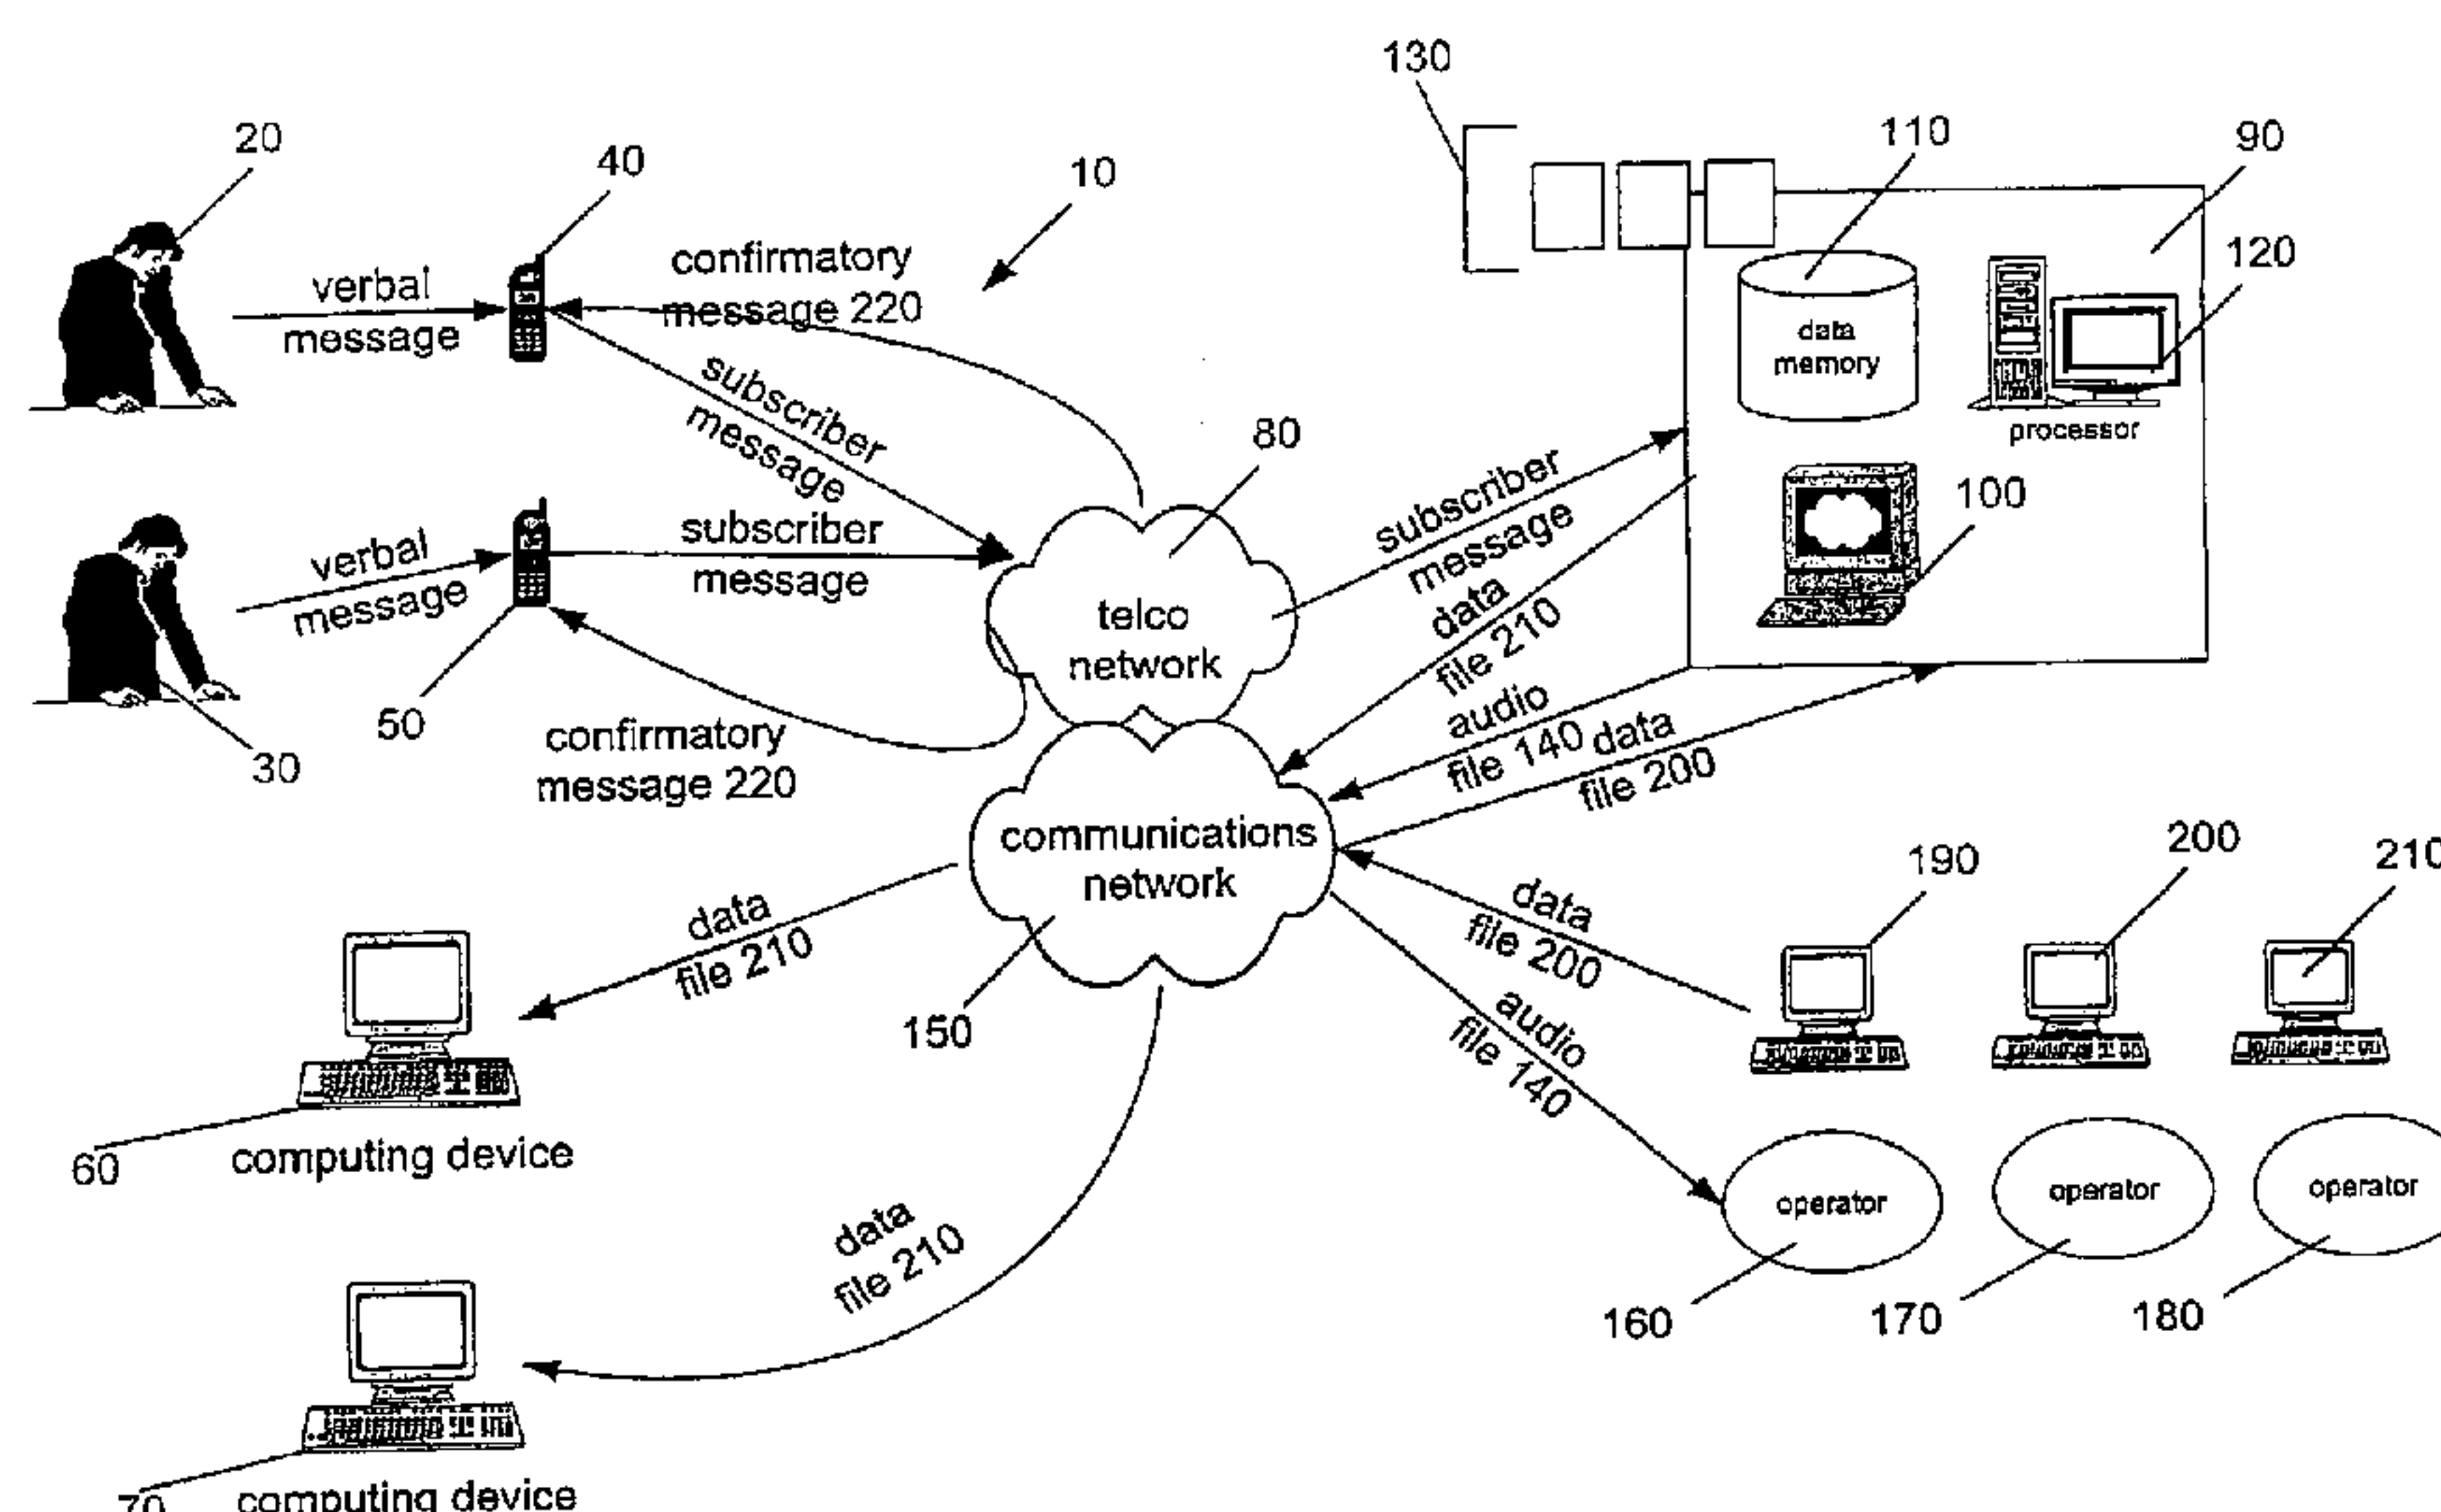 130
20
40
10
110
90
120
verbal
message
confirmatory
message 220
data
memory
processor
subscriber
message
80
100
verbal
message
subscriber
message
subscriber
message
telco
network
data
file 210
50
30
confirmatory
message 220
audio
file 140
data
file 200
communications
network
190
200
210
data
file 210
data
file 200
150
audio
file 140
60
computing device
operator
operator
operator
data
file 210
160
170
180
70
computing device